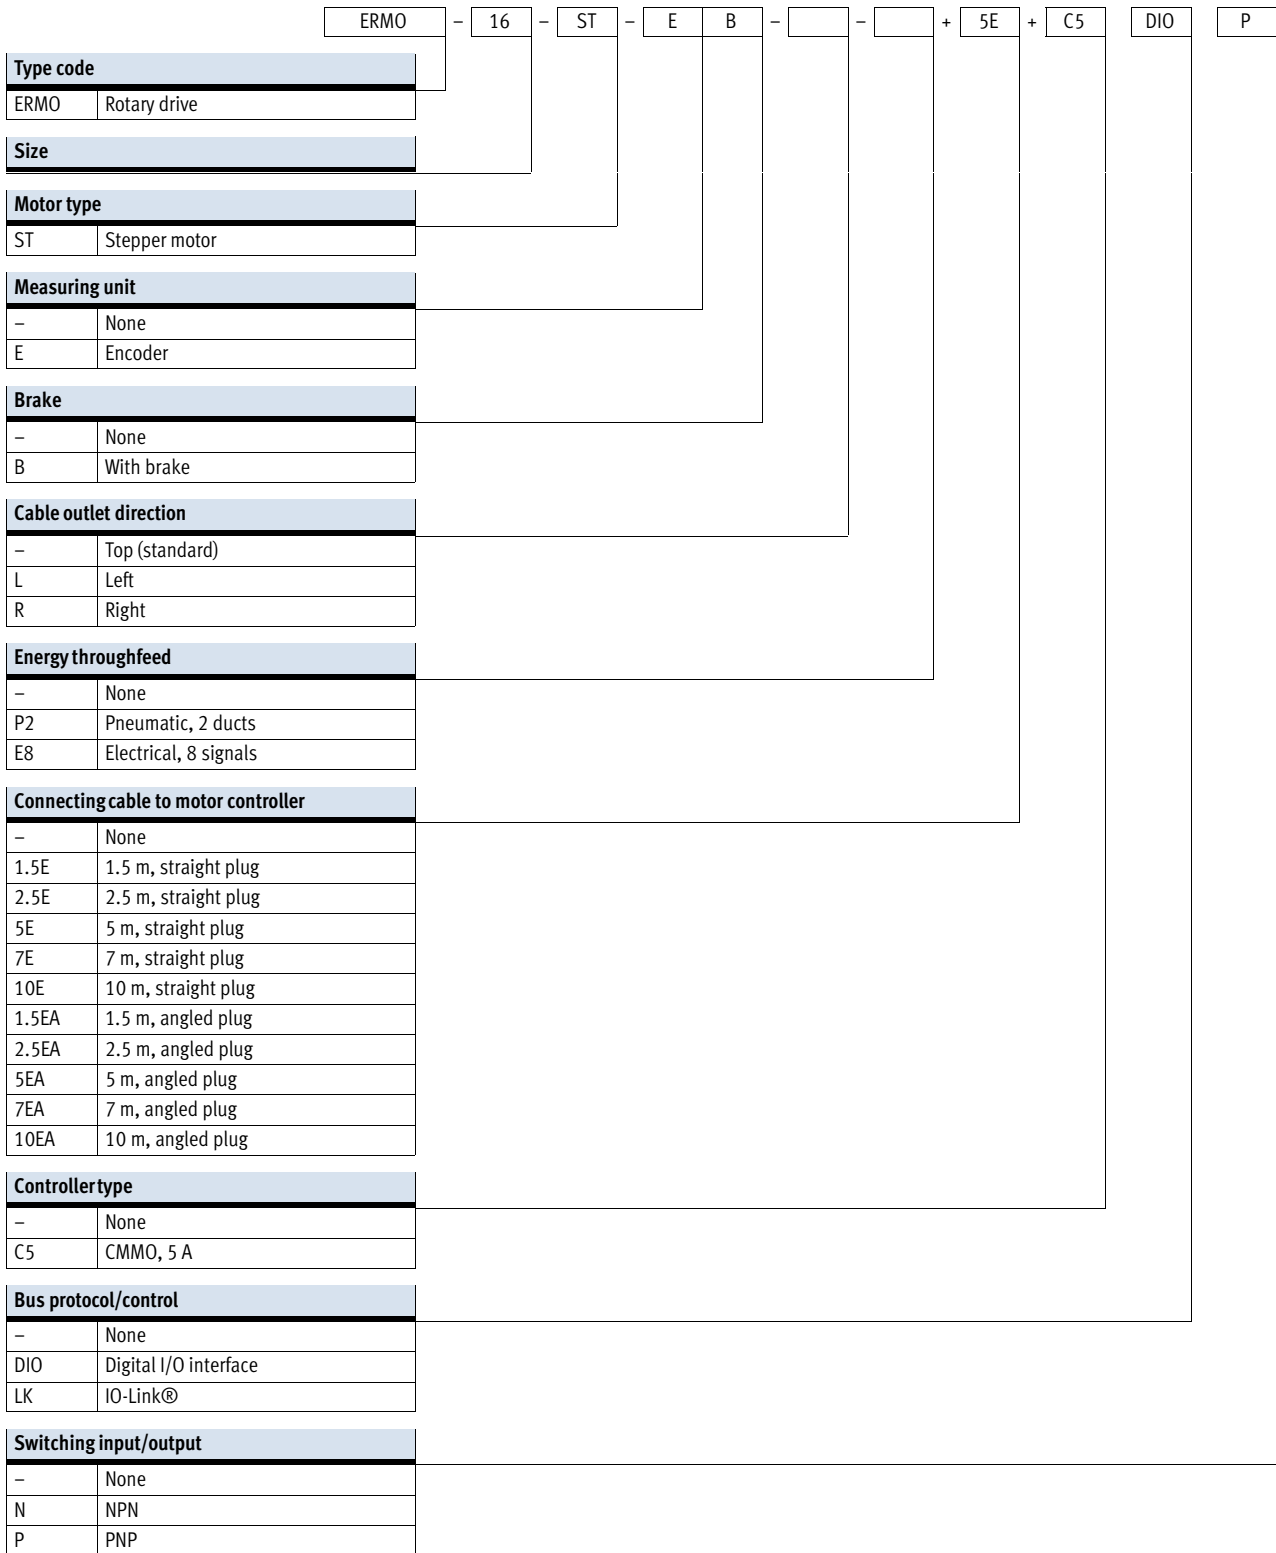 ERMO – 16 – ST – E B – – + 5E + C5 DIO P
Type code
ERMO Rotary drive
Size
Motor type
ST Stepper motor
Measuring unit
– None
E Encoder
Brake
– None
B With brake
Cable outlet direction
– Top (standard)
L Left
R Right
Energy throughfeed
– None
P2 Pneumatic, 2 ducts
E8 Electrical, 8 signals
Connecting cable to motor controller
– None
1.5E 1.5 m, straight plug
2.5E 2.5 m, straight plug
5E 5 m, straight plug
7E 7 m, straight plug
10E 10 m, straight plug
1.5EA 1.5 m, angled plug
2.5EA 2.5 m, angled plug
5EA 5 m, angled plug
7EA 7 m, angled plug
10EA 10 m, angled plug
Controller type
– None
C5 CMMO, 5 A
Bus protocol/control
– None
DIO Digital I/O interface
LK IO-Link®
Switching input/output
– None
N NPN
P PNP